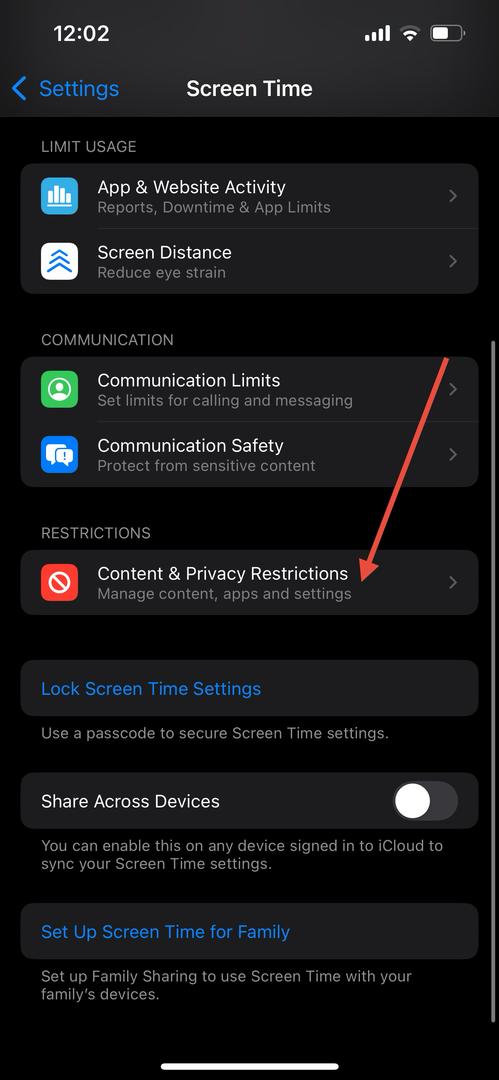 12:02
Settings
Screen Time
LIMIT USAGE
App & Website Activity
Reports, Downtime & App Limits
Screen Distance
Reduce eye strain
COMMUNICATION
Communication Limits
Set limits for calling and messaging
Communication Safety
Protect from sensitive content
RESTRICTIONS
Content & Privacy Restrictions
Manage content, apps and settings
Lock Screen Time Settings
Use a passcode to secure Screen Time settings.
Share Across Devices
You can enable this on any device signed in to iCloud to
sync your Screen Time settings.
Set Up Screen Time for Family
Set up Family Sharing to use Screen Time with your
family’s devices.